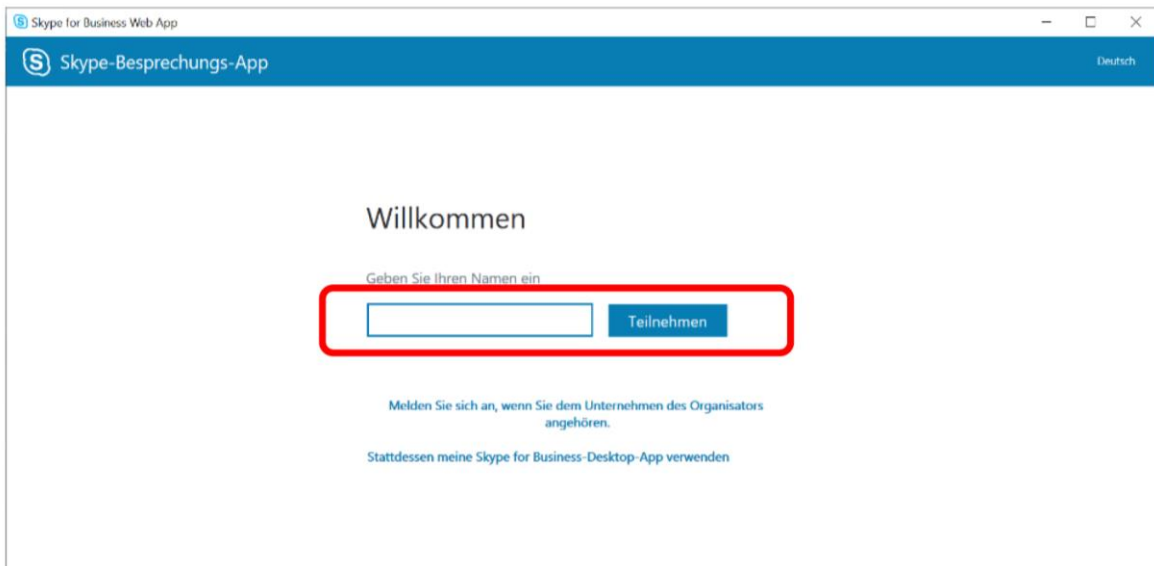 Skype for Business Web App
Skype-Besprechungs-App
Deutsch
Willkommen
Geben Sie Ihren Namen ein
Teilnehmen
Melden Sie sich an, wenn Sie dem Unternehmen des Organisators
angehören.
Stattdessen meine Skype for Business-Desktop-App verwenden